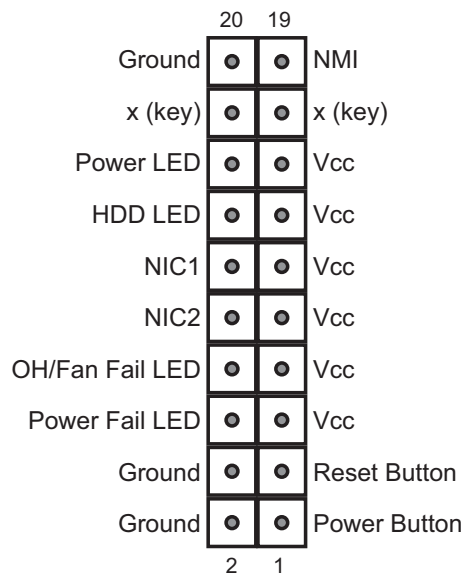 20 19
Ground NMI
x (key) x (key)
Power LED Vcc
HDD LED Vcc
NIC1 Vcc
NIC2 Vcc
OH/Fan Fail LED Vcc
Power Fail LED Vcc
Ground Reset Button
Ground Power Button
2 1